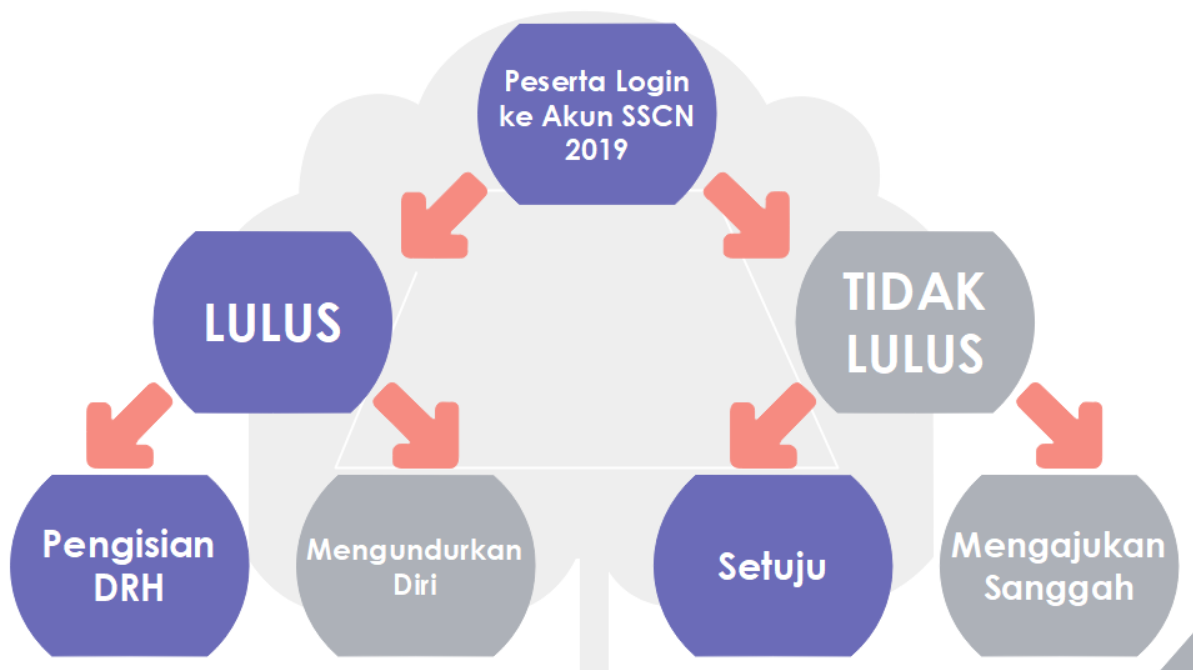 Peserta Login
ke Akun SSCN
2019
LULUS
TIDAK
LULUS
Pengisian
DRH
Mengundurkan
Diri
Setuju
Mengajukan
Sanggah